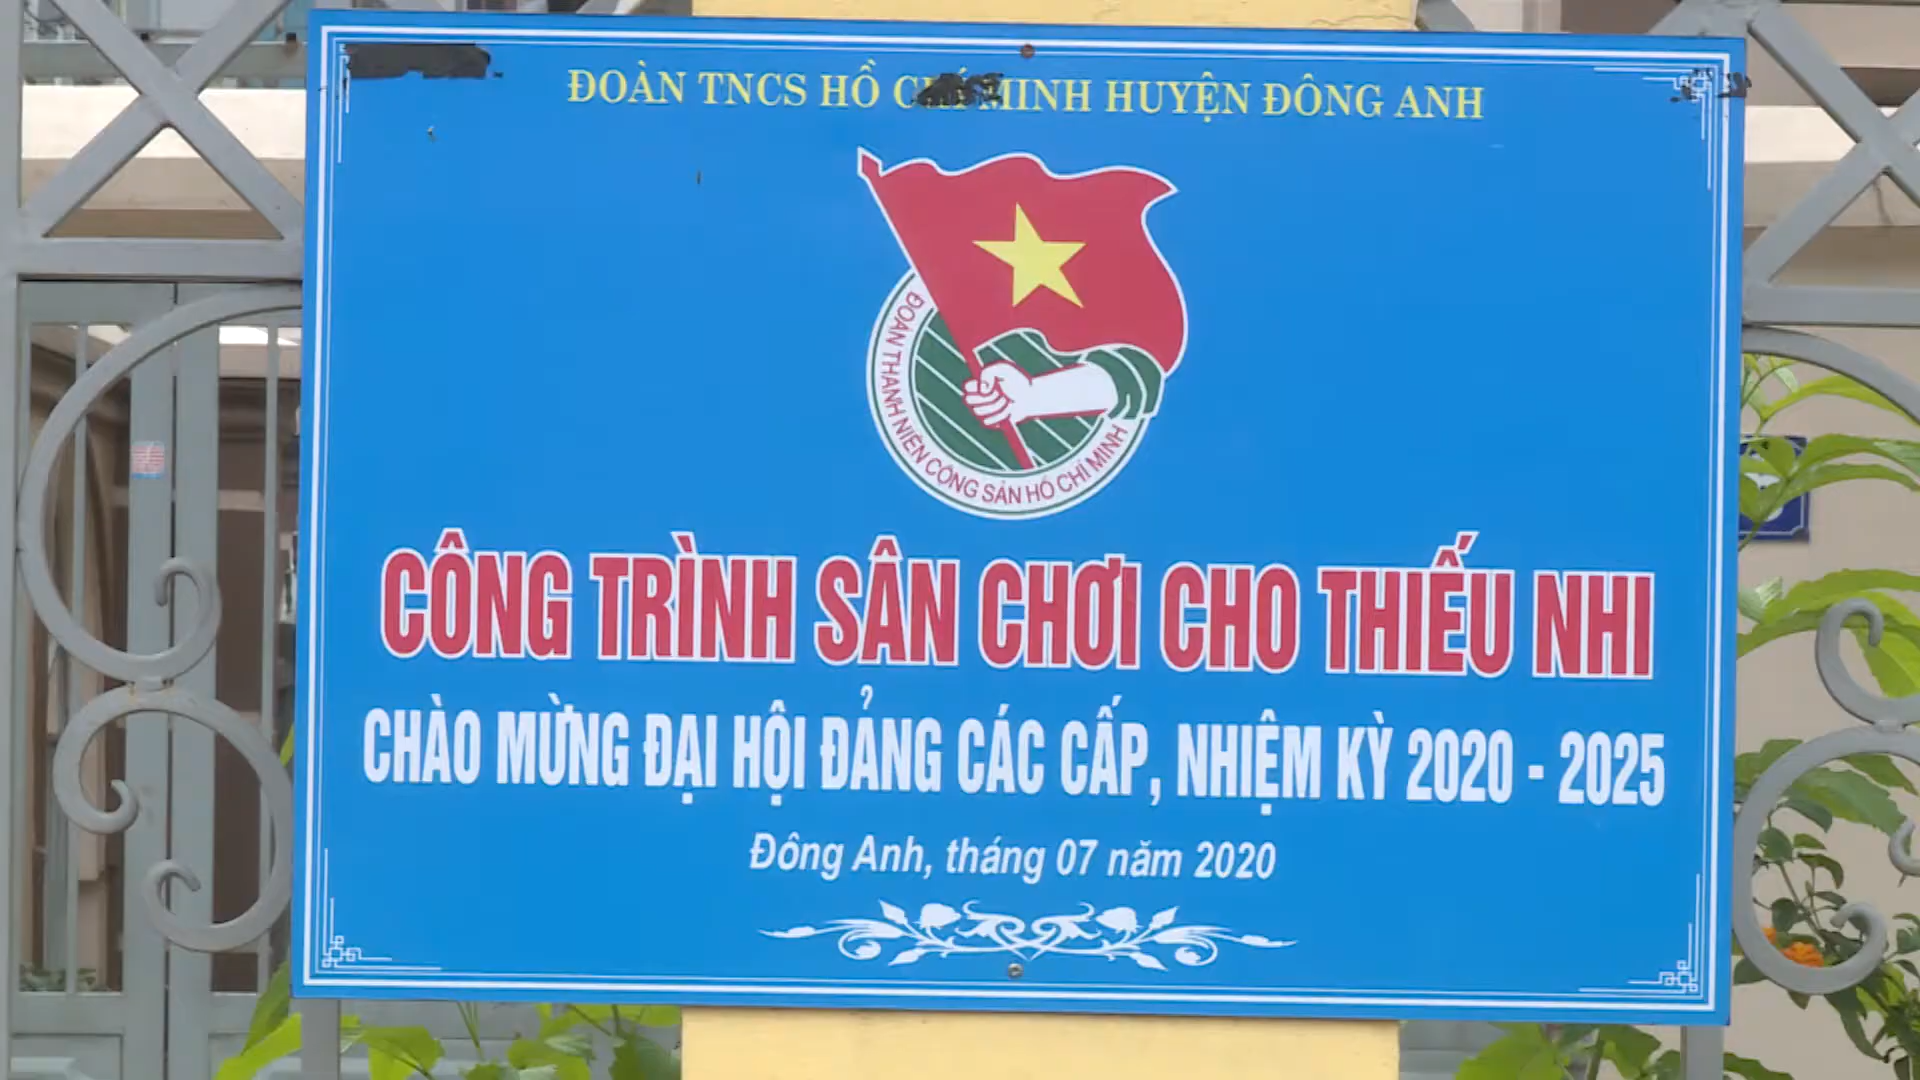 ĐOÀN TNCS HỒ CHÍ MINH HUYỆN ĐÔNG ANH
ĐOÀN THANH NIÊN CỘNG SẢN HỒ CHÍ MINH
CÔNG TRÌNH SÂN CHƠI CHO THIẾU NHI
CHÀO MỪNG ĐẠI HỘI ĐẢNG CÁC CẤP, NHIỆM KỲ 2020 - 2025
Đông Anh, tháng 07 năm 2020